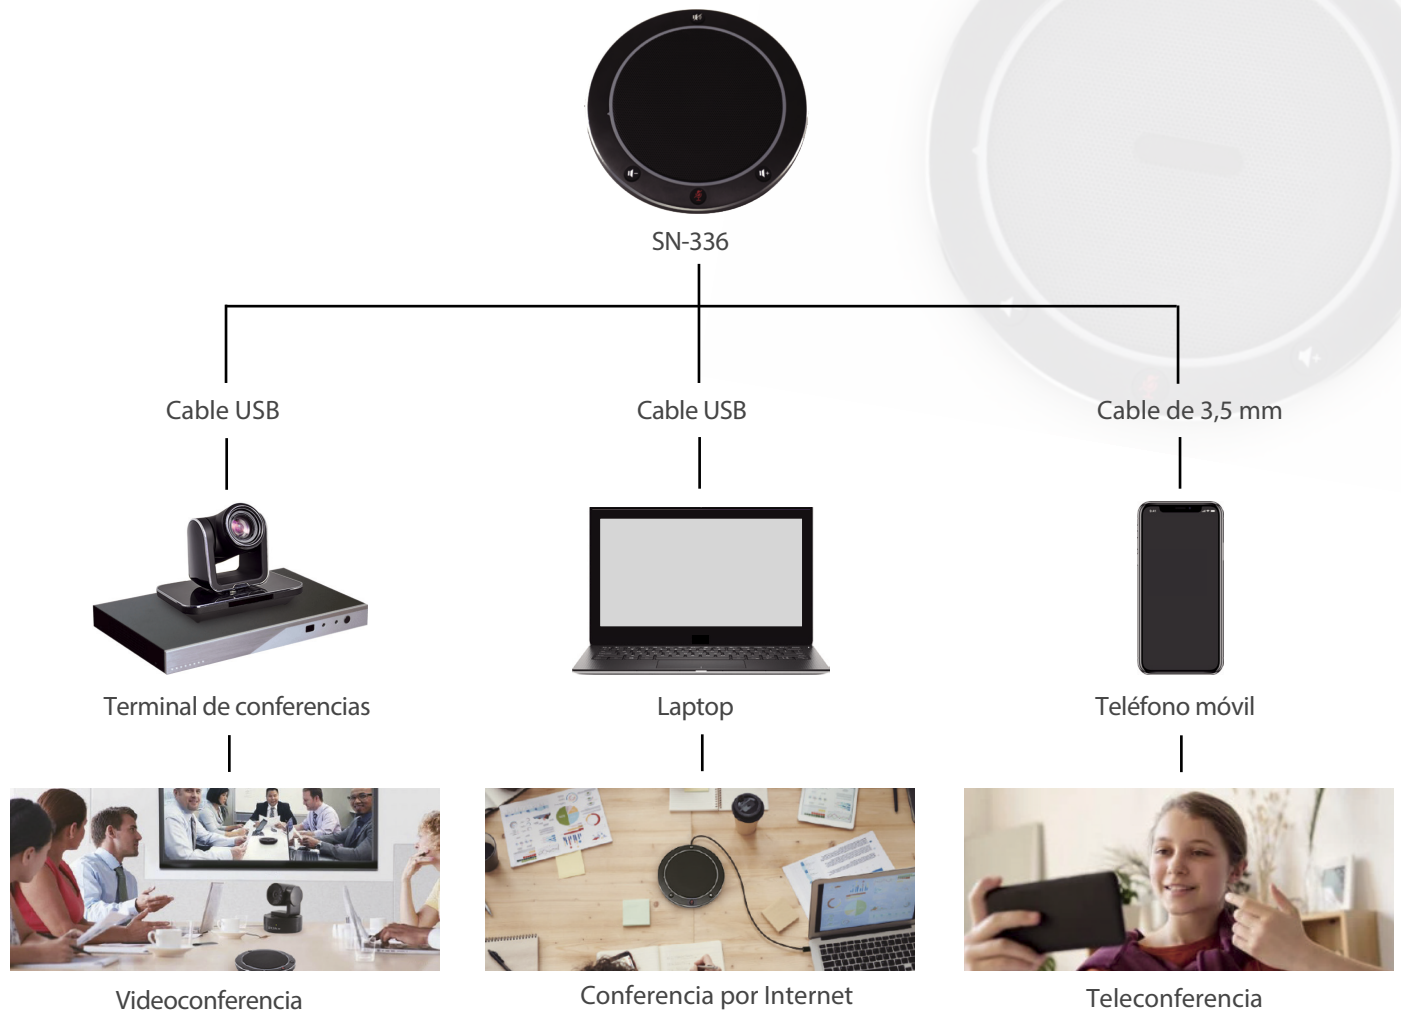 SN-336
Cable USB
Cable USB
Cable de 3,5 mm
Terminal de conferencias
Laptop
Teléfono móvil
Videoconferencia
Conferencia por Internet
Teleconferencia